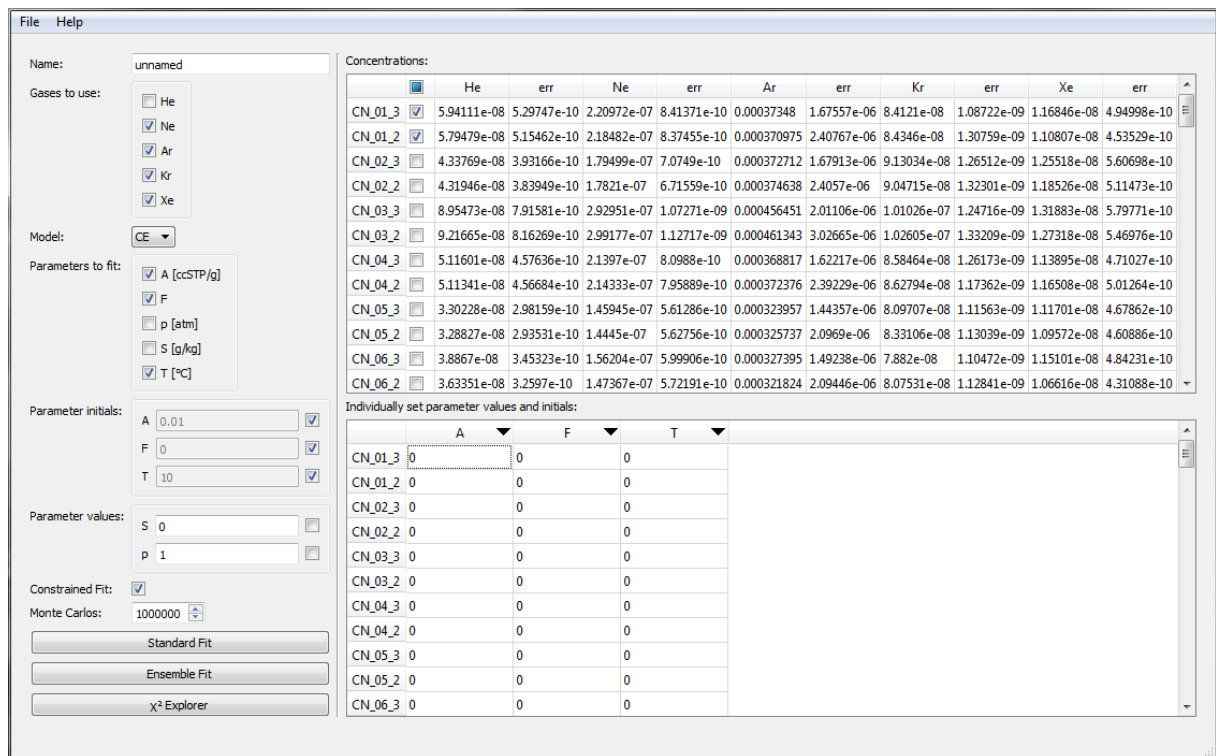 File Help
Name: unnamed
Gases to use:
He
Ne
Ar
Kr
Xe
Model: CE
Parameters to fit:
A [ccSTP/g]
F
p [atm]
S [g/kg]
T [°C]
Parameter initials:
A 0.01
F 0
T 10
Parameter values:
S 0
p 1
Constrained Fit:
Monte Carlos: 1000000
Standard Fit
Ensemble Fit
χ² Explorer
Concentrations:
He err Ne err Ar err Kr err Xe err
CN_01_3 5.94111e-08 5.29747e-10 2.20972e-07 8.41371e-10 0.00037348 1.67557e-06 8.4121e-08 1.08722e-09 1.16846e-08 4.94998e-10
CN_01_2 5.79479e-08 5.15462e-10 2.18482e-07 8.37455e-10 0.000370975 2.40767e-06 8.4346e-08 1.30759e-09 1.10807e-08 4.53529e-10
CN_02_3 4.33769e-08 3.93166e-10 1.79499e-07 7.0749e-10 0.000372712 1.67913e-06 9.13034e-08 1.26512e-09 1.25518e-08 5.60698e-10
CN_02_2 4.31946e-08 3.83949e-10 1.7821e-07 6.71559e-10 0.000374638 2.4057e-06 9.04715e-08 1.32301e-09 1.18526e-08 5.11473e-10
CN_03_3 8.95473e-08 7.91581e-10 2.92951e-07 1.07271e-09 0.000456451 2.01106e-06 1.01026e-07 1.24716e-09 1.31883e-08 5.79771e-10
CN_03_2 9.21665e-08 8.16269e-10 2.99177e-07 1.12717e-09 0.000461343 3.02665e-06 1.02605e-07 1.33209e-09 1.27318e-08 5.46976e-10
CN_04_3 5.11601e-08 4.57636e-10 2.1397e-07 8.0988e-10 0.000368817 1.62217e-06 8.58464e-08 1.26173e-09 1.13895e-08 4.71027e-10
CN_04_2 5.11341e-08 4.56684e-10 2.14333e-07 7.95889e-10 0.000372376 2.39229e-06 8.62794e-08 1.17362e-09 1.16508e-08 5.01264e-10
CN_05_3 3.30228e-08 2.98159e-10 1.45945e-07 5.61286e-10 0.000323957 1.44357e-06 8.09707e-08 1.11563e-09 1.11701e-08 4.67862e-10
CN_05_2 3.28827e-08 2.93531e-10 1.4445e-07 5.62756e-10 0.000325737 2.0969e-06 8.33106e-08 1.13039e-09 1.09572e-08 4.60886e-10
CN_06_3 3.8867e-08 3.45323e-10 1.56204e-07 5.99906e-10 0.000327395 1.49238e-06 7.882e-08 1.10472e-09 1.15101e-08 4.84231e-10
CN_06_2 3.63351e-08 3.2597e-10 1.47367e-07 5.72191e-10 0.000321824 2.09446e-06 8.07531e-08 1.12841e-09 1.06616e-08 4.31088e-10
Individually set parameter values and initials:
A F T
CN_01_3 0 0 0
CN_01_2 0 0 0
CN_02_3 0 0 0
CN_02_2 0 0 0
CN_03_3 0 0 0
CN_03_2 0 0 0
CN_04_3 0 0 0
CN_04_2 0 0 0
CN_05_3 0 0 0
CN_05_2 0 0 0
CN_06_3 0 0 0